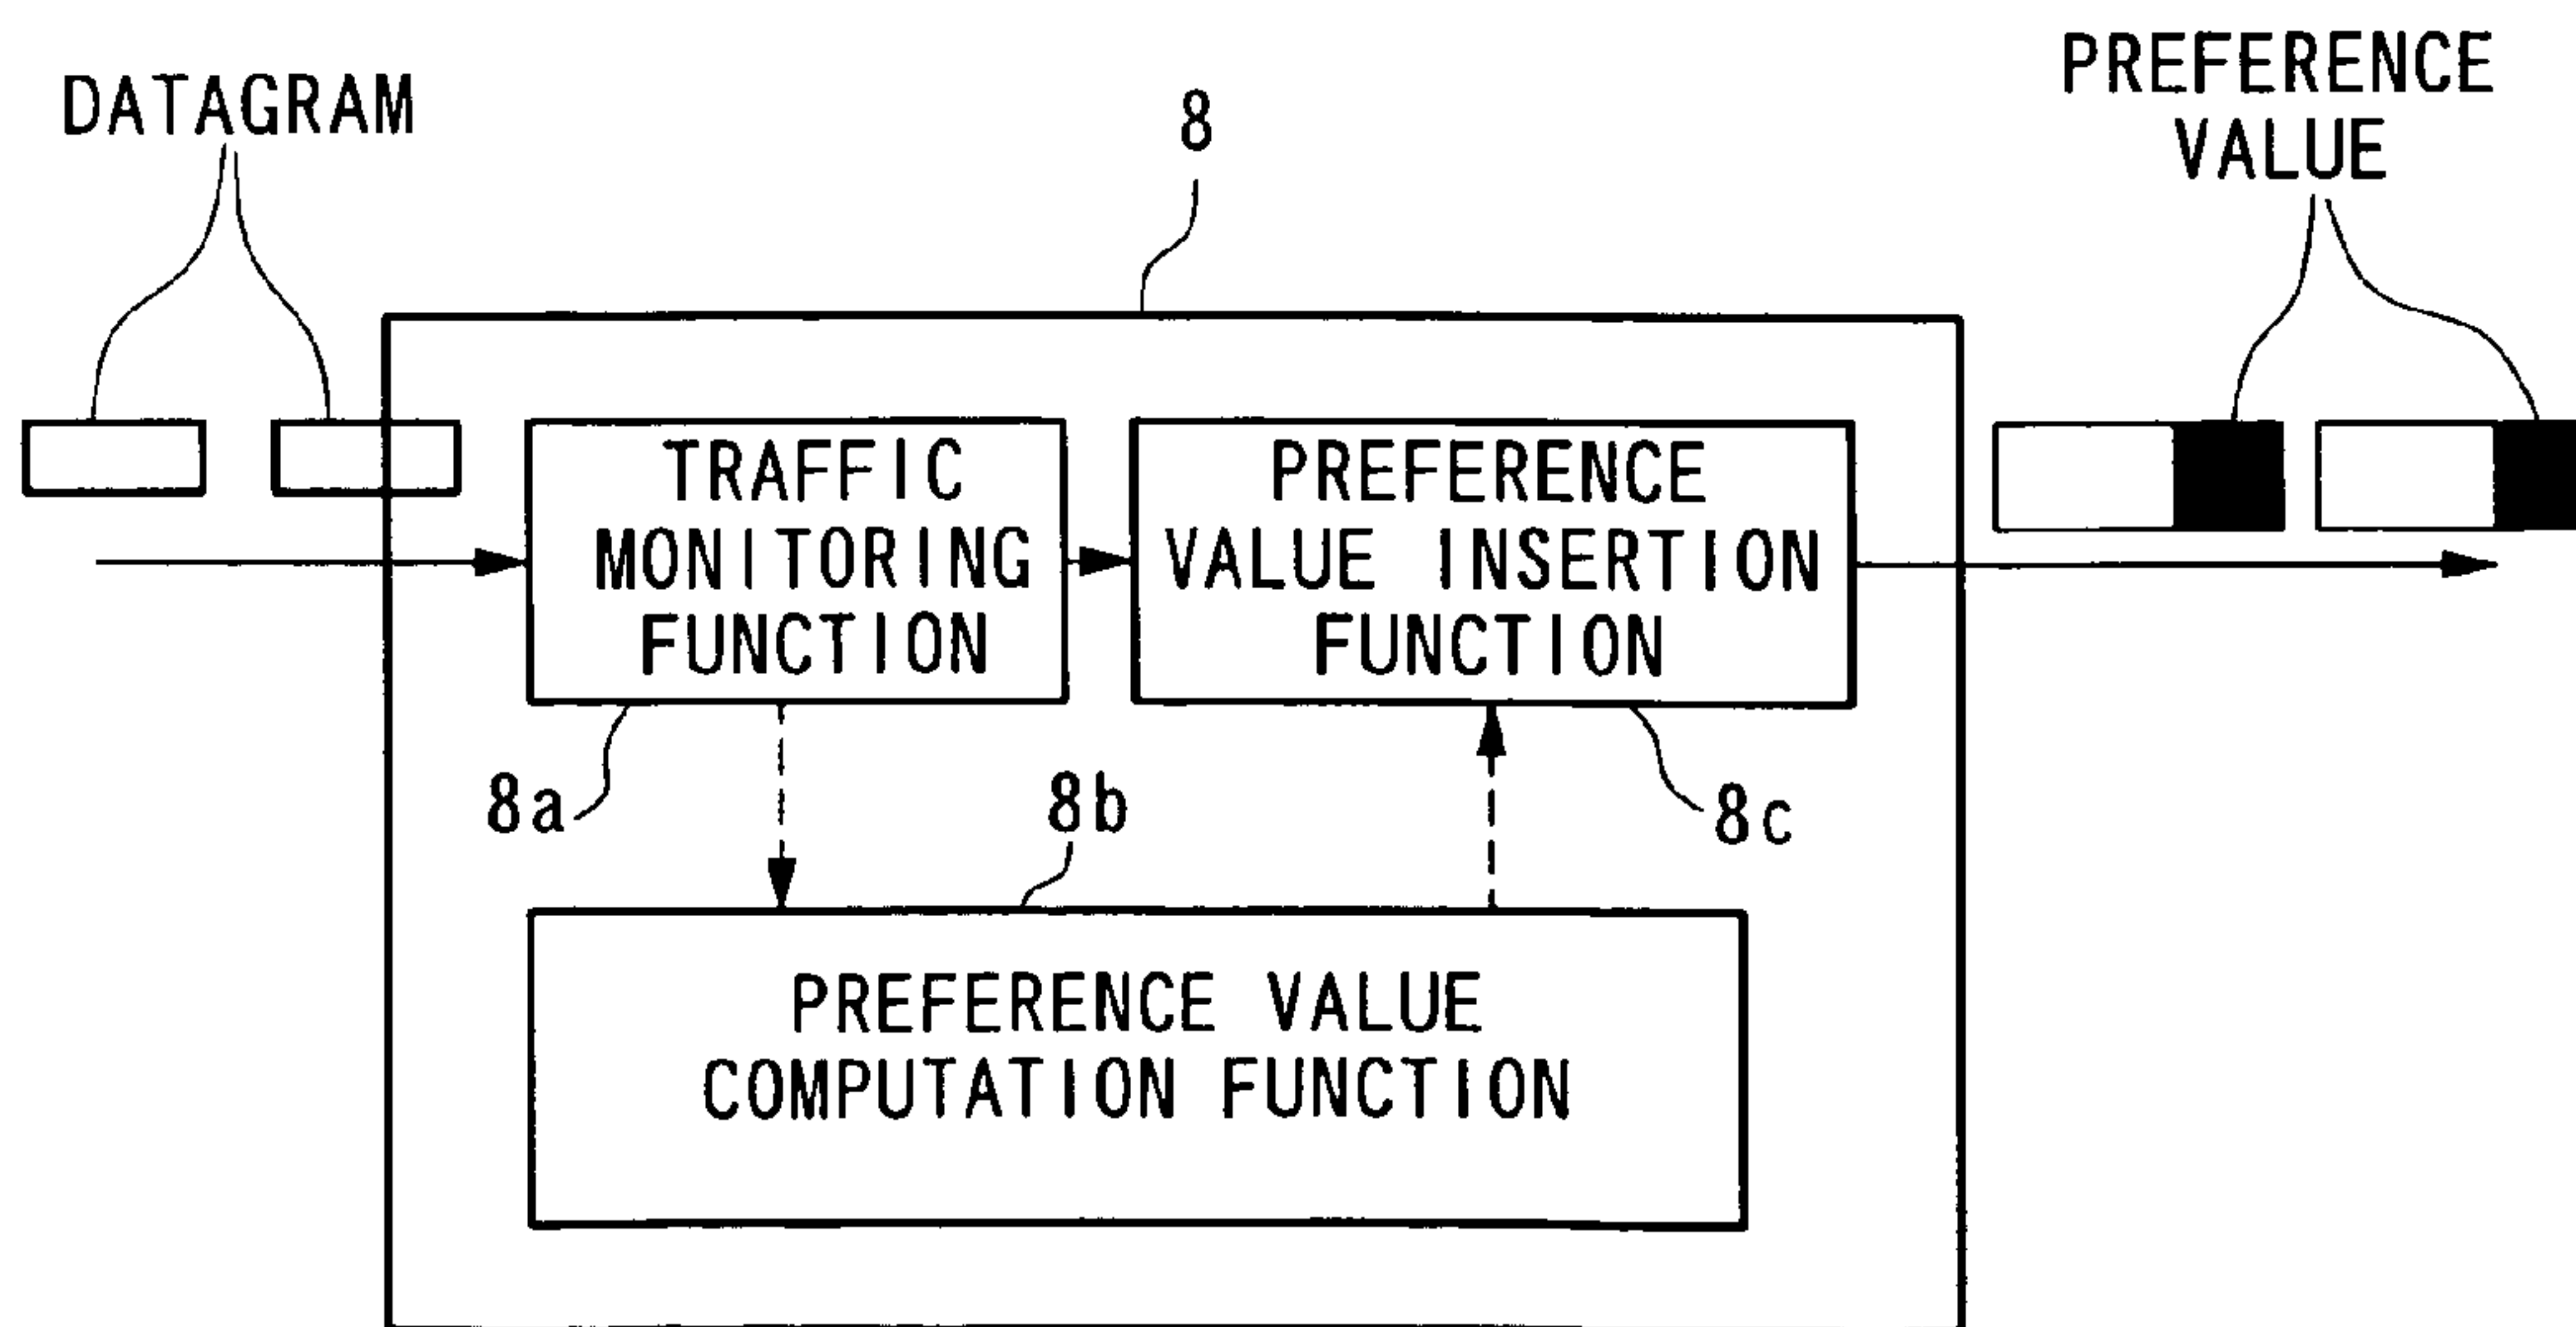 DATAGRAM
8
PREFERENCE
VALUE
TRAFFIC
MONITORING
FUNCTION
PREFERENCE
VALUE INSERTION
FUNCTION
8a
8b
8c
PREFERENCE VALUE
COMPUTATION FUNCTION